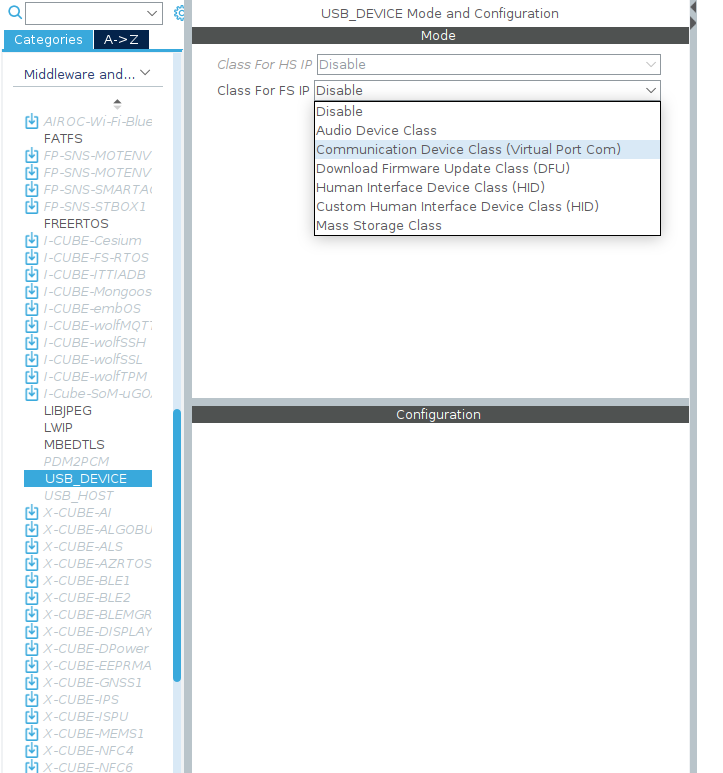 USB_DEVICE Mode and Configuration
Categories
A->Z
Middleware and...
AIROC-Wi-Fi-Blue
FATFS
FP-SNS-MOTENV
FP-SNS-MOTENV
FP-SNS-SMARTAG
FP-SNS-STBOX1
FREERTOS
I-CUBE-Cesium
I-CUBE-FS-RTOS
I-CUBE-ITTIADB
I-CUBE-Mongoos
I-CUBE-embOS
I-CUBE-wolfMQTT
I-CUBE-wolfSSH
I-CUBE-wolfSSL
I-CUBE-wolfTPM
I-Cube-SoM-uGO
LIBJPEG
LWIP
MBEDTLS
PDM2PCM
USB_DEVICE
USB_HOST
X-CUBE-AI
X-CUBE-ALGOBU
X-CUBE-ALS
X-CUBE-AZRTOS
X-CUBE-BLE1
X-CUBE-BLE2
X-CUBE-BLEMGR
X-CUBE-DISPLAY
X-CUBE-DPower
X-CUBE-EEPRMA
X-CUBE-GNSS1
X-CUBE-IPS
X-CUBE-ISPU
X-CUBE-MEMS1
X-CUBE-NFC4
X-CUBE-NFC6
Mode
Class For HS IP Disable
Class For FS IP Disable
Disable
Audio Device Class
Communication Device Class (Virtual Port Com)
Download Firmware Update Class (DFU)
Human Interface Device Class (HID)
Custom Human Interface Device Class (HID)
Mass Storage Class
Configuration